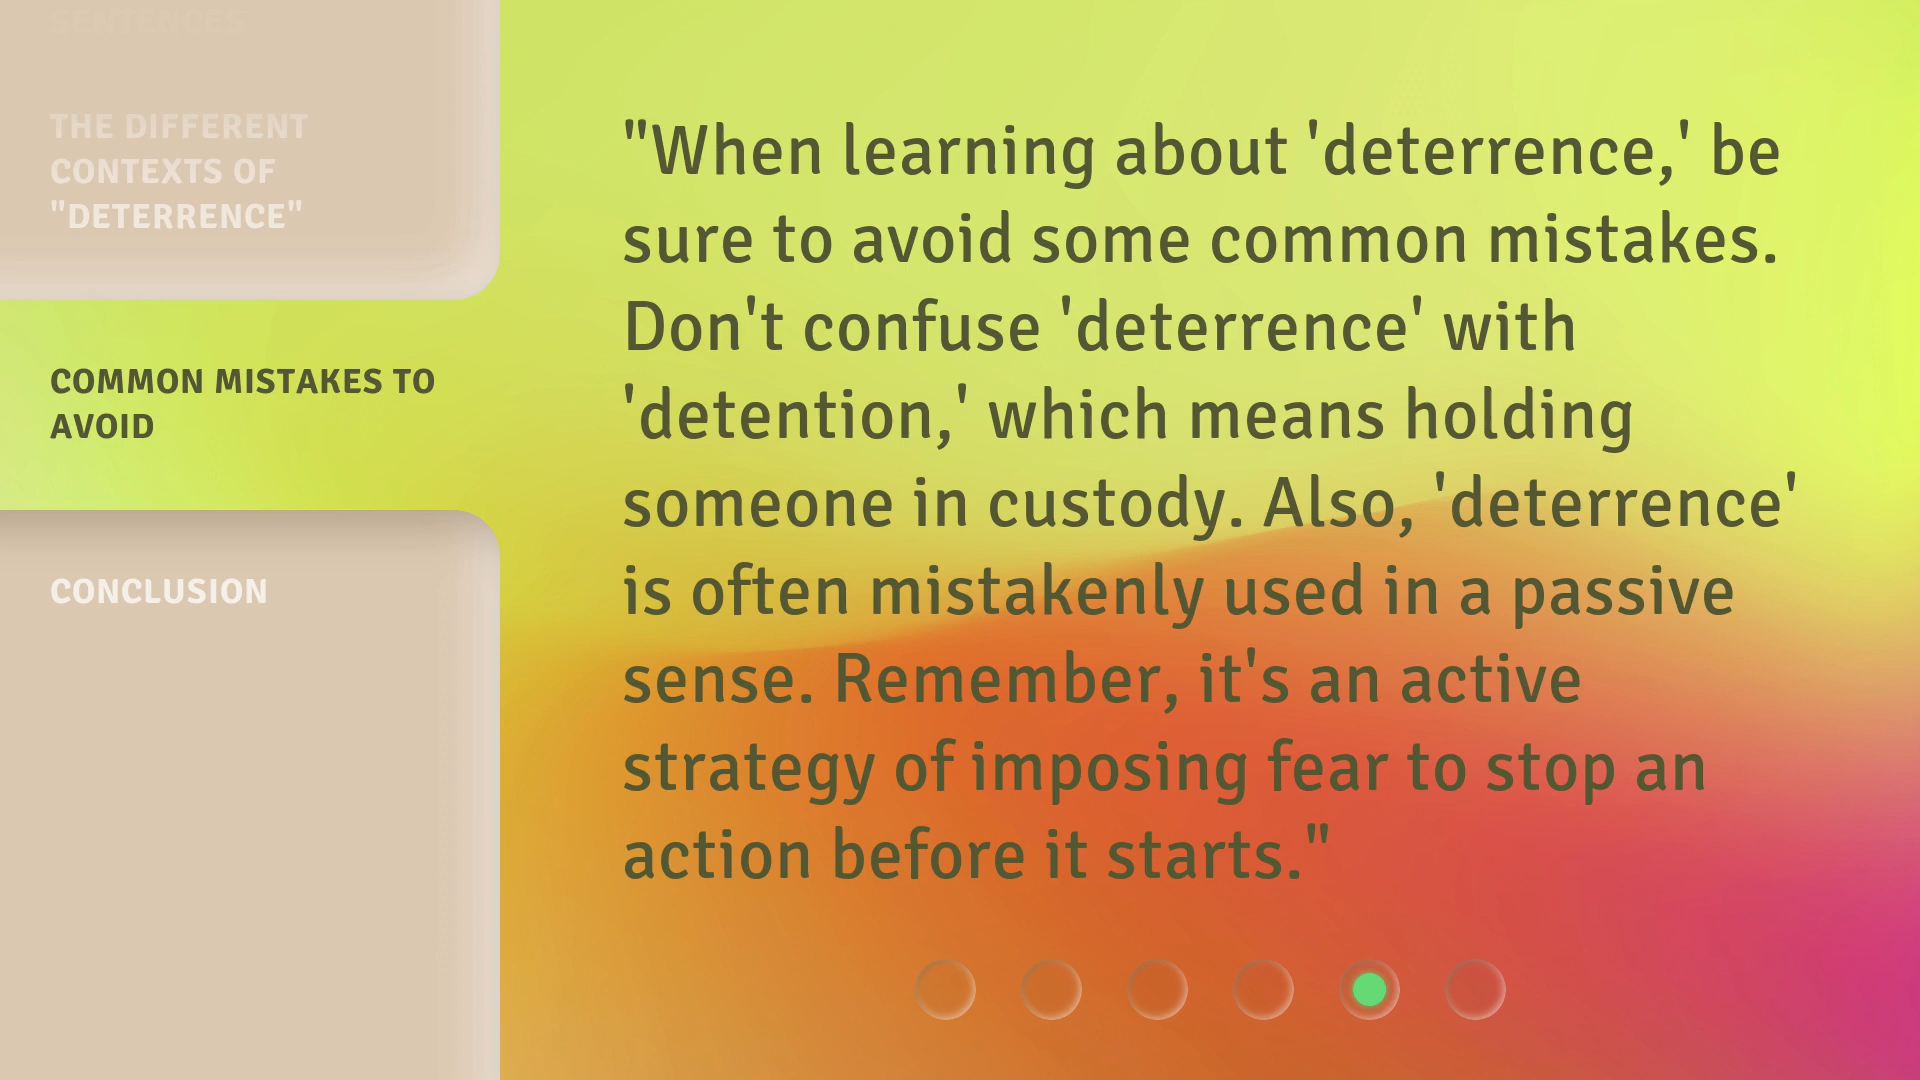 SENTENCES
THE DIFFERENT
CONTEXTS OF
"DETERRENCE"
COMMON MISTAKES TO
AVOID
CONCLUSION
"When learning about 'deterrence,' be
sure to avoid some common mistakes.
Don't confuse 'deterrence' with
'detention,' which means holding
someone in custody. Also, 'deterrence'
is often mistakenly used in a passive
sense. Remember, it's an active
strategy of imposing fear to stop an
action before it starts."